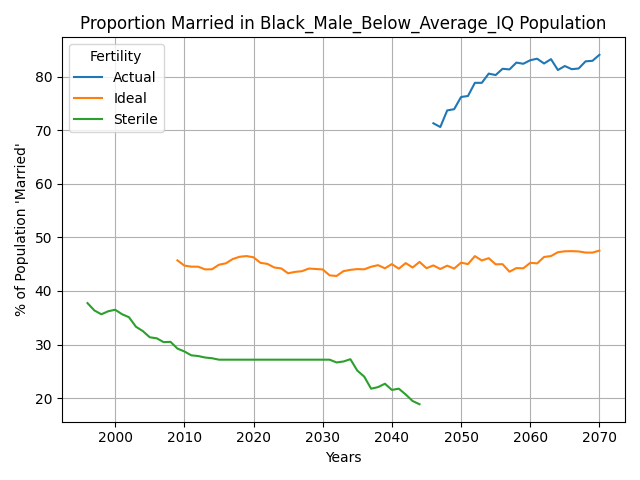 Proportion Married in Black_Male_Below_Average_IQ Population
Fertility
Actual
Ideal
Sterile
% of Population 'Married'
80
70
60
50
40
30
20
2000 2010 2020 2030 2040 2050 2060 2070
Years